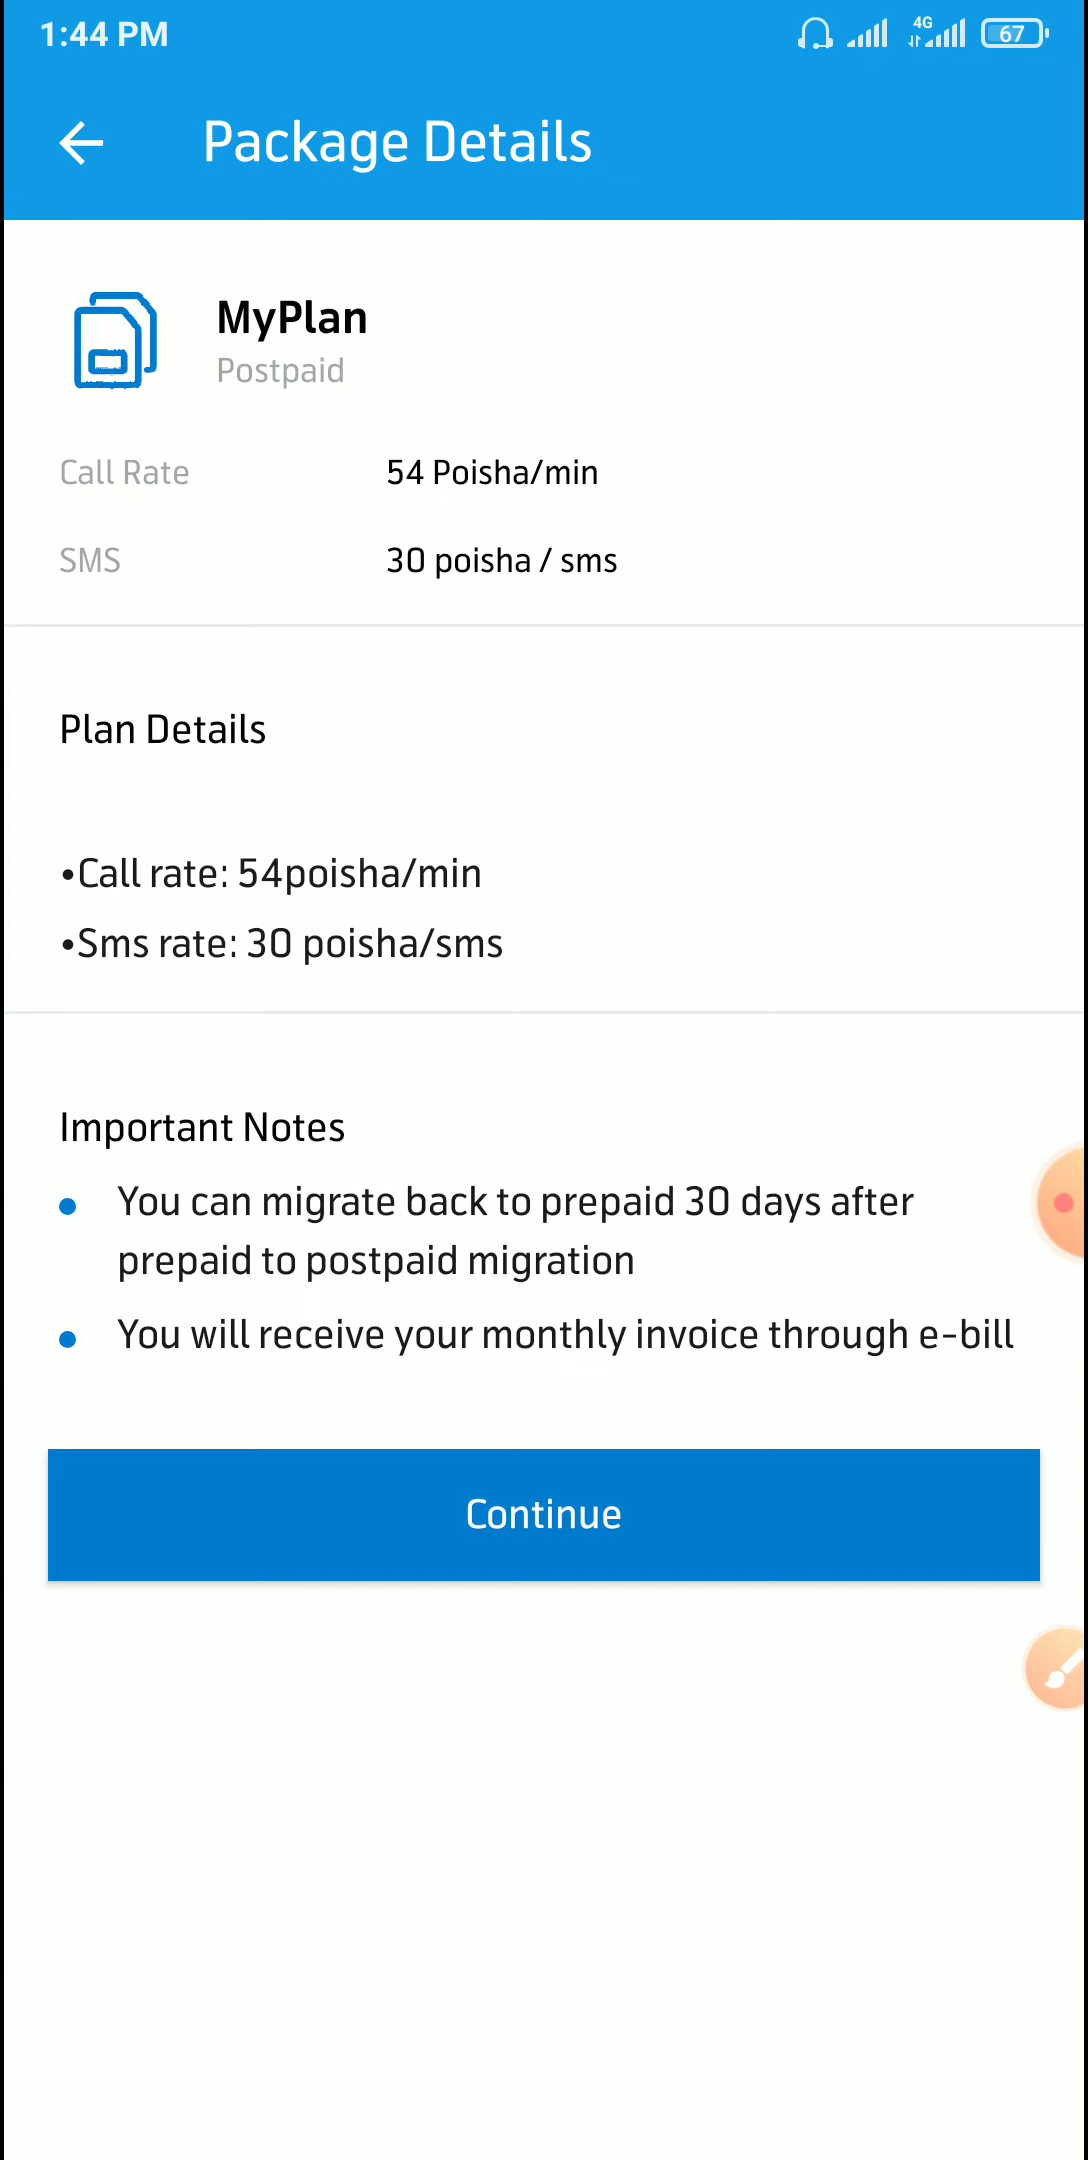 1:44 PM
4G
67
Package Details
MyPlan
Postpaid
Call Rate
54 Poisha/min
SMS
30 poisha / sms
Plan Details
•Call rate: 54poisha/min
•Sms rate: 30 poisha/sms
Important Notes
You can migrate back to prepaid 30 days after
prepaid to postpaid migration
You will receive your monthly invoice through e-bill
Continue